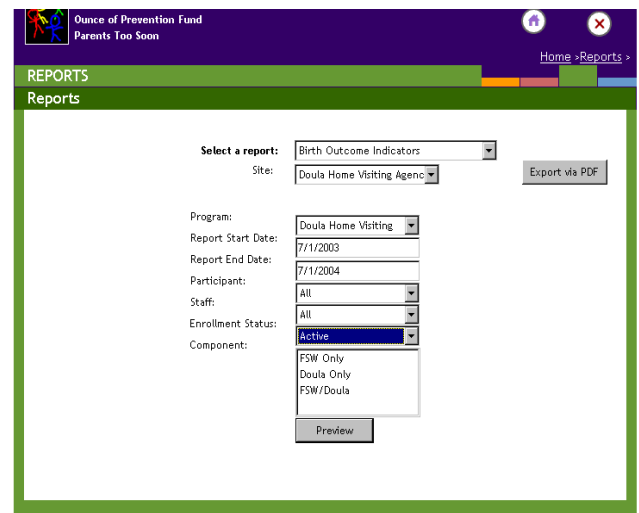 Ounce of Prevention Fund
Parents Too Soon
Home >Reports >
REPORTS
Reports
Select a report: Birth Outcome Indicators
Site: Doula Home Visiting Agenc
Export via PDF
Program: Doula Home Visiting
Report Start Date: 7/1/2003
Report End Date: 7/1/2004
Participant: All
Staff: All
Enrollment Status: Active
Component: FSW Only
Doula Only
FSW/Doula
Preview